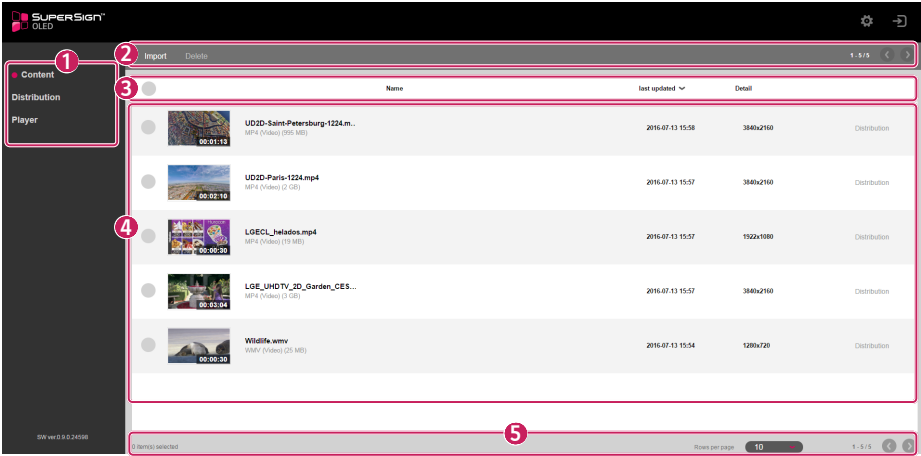 SUPERSIGN™
OLED
1
Content
Distribution
Player
2
Import Delete 1 - 5 / 5
3
Name last updated Detail
4
UD2D-Saint-Petersburg-1224.m..
MP4 (Video) (995 MB)
00:01:13
2016-07-13 15:58 3840x2160 Distribution
UD2D-Paris-1224.mp4
MP4 (Video) (2 GB)
00:02:10
2016-07-13 15:57 3840x2160 Distribution
LGECL_helados.mp4
MP4 (Video) (19 MB)
00:00:30
2016-07-13 15:57 1922x1080 Distribution
LGE_UHDTV_2D_Garden_CES...
MP4 (Video) (3 GB)
00:03:04
2016-07-13 15:57 3840x2160 Distribution
Wildlife.wmv
WMV (Video) (25 MB)
00:00:30
2016-07-13 15:54 1280x720 Distribution
SW ver.0.9.0.24598
5
0 item(s) selected Rows per page 10 1 - 5 / 5